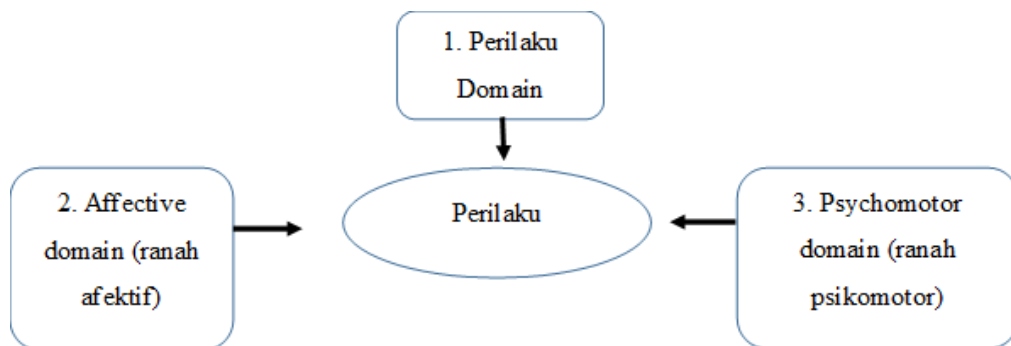 1. Perilaku
Domain
2. Affective
domain (ranah
afektif)
Perilaku
3. Psychomotor
domain (ranah
psikomotor)